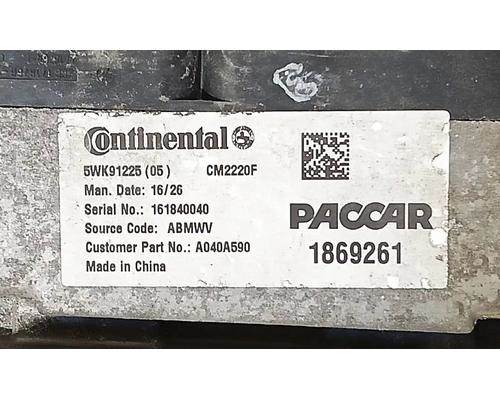 Continental
5WK91225 (05) CM2220F
Man. Date: 16/26
Serial No.: 161840040
Source Code: ABMWV
Customer Part No.: A040A590
Made in China
PACCAR
1869261